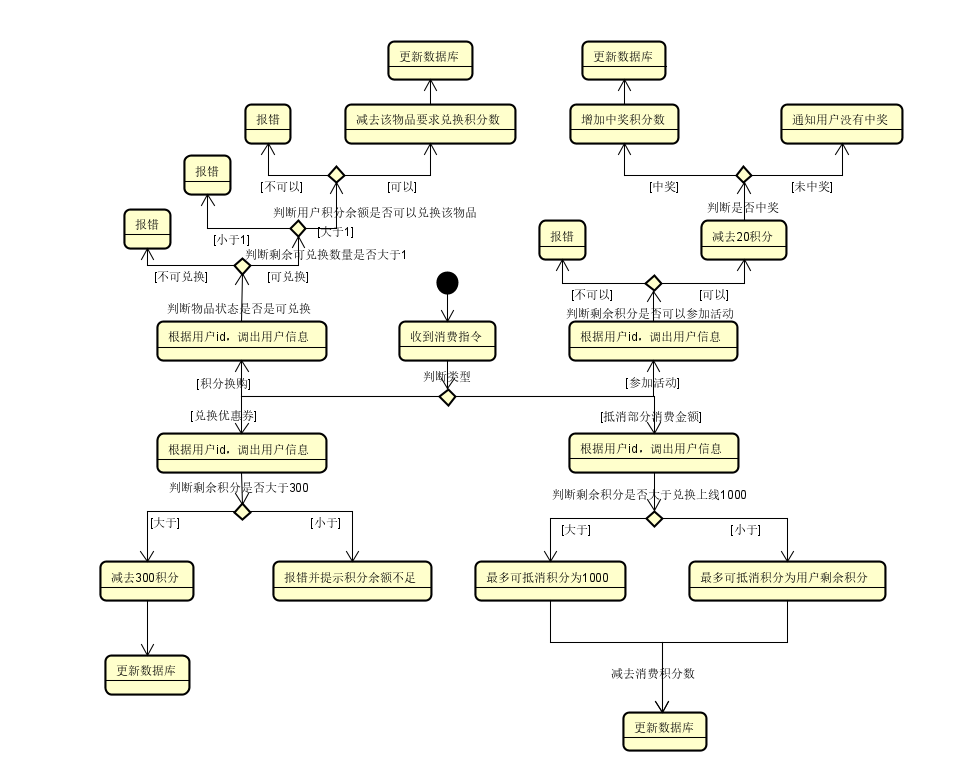 更新数据库
更新数据库
报错
减去该物品要求兑换积分数
增加中奖积分数
通知用户没有中奖
报错
[不可以]
[可以]
[中奖]
[未中奖]
判断用户积分余额是否可以兑换该物品
判断是否中奖
报错
[小于1]
[大于1]
报错
减去20积分
判断剩余可兑换数量是否大于1
[不可兑换]
[可兑换]
[不可以]
[可以]
判断物品状态是否是可兑换
判断剩余积分是否可以参加活动
根据用户id，调出用户信息
收到消费指令
根据用户id，调出用户信息
[积分换购]
判断类型
[参加活动]
[兑换优惠券]
[抵消部分消费金额]
根据用户id，调出用户信息
根据用户id，调出用户信息
判断剩余积分是否大于300
判断剩余积分是否大于兑换上线1000
[大于]
[小于]
[大于]
[小于]
减去300积分
报错并提示积分余额不足
最多可抵消积分为1000
最多可抵消积分为用户剩余积分
更新数据库
减去消费积分数
更新数据库